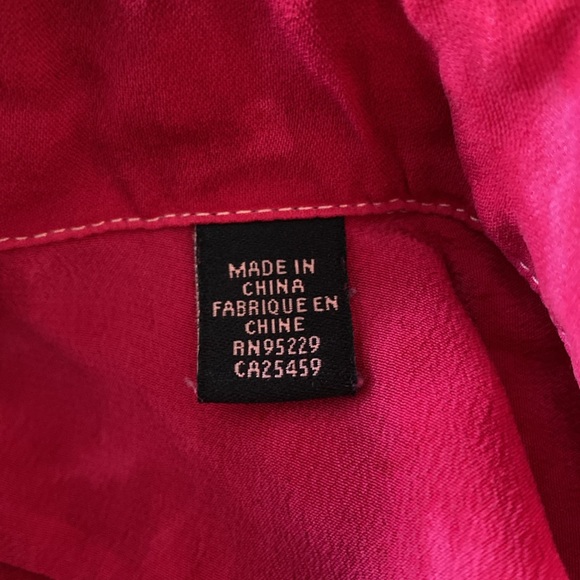 MADE IN
CHINA
FABRIQUE EN
CHINE
RN95229
CA25459